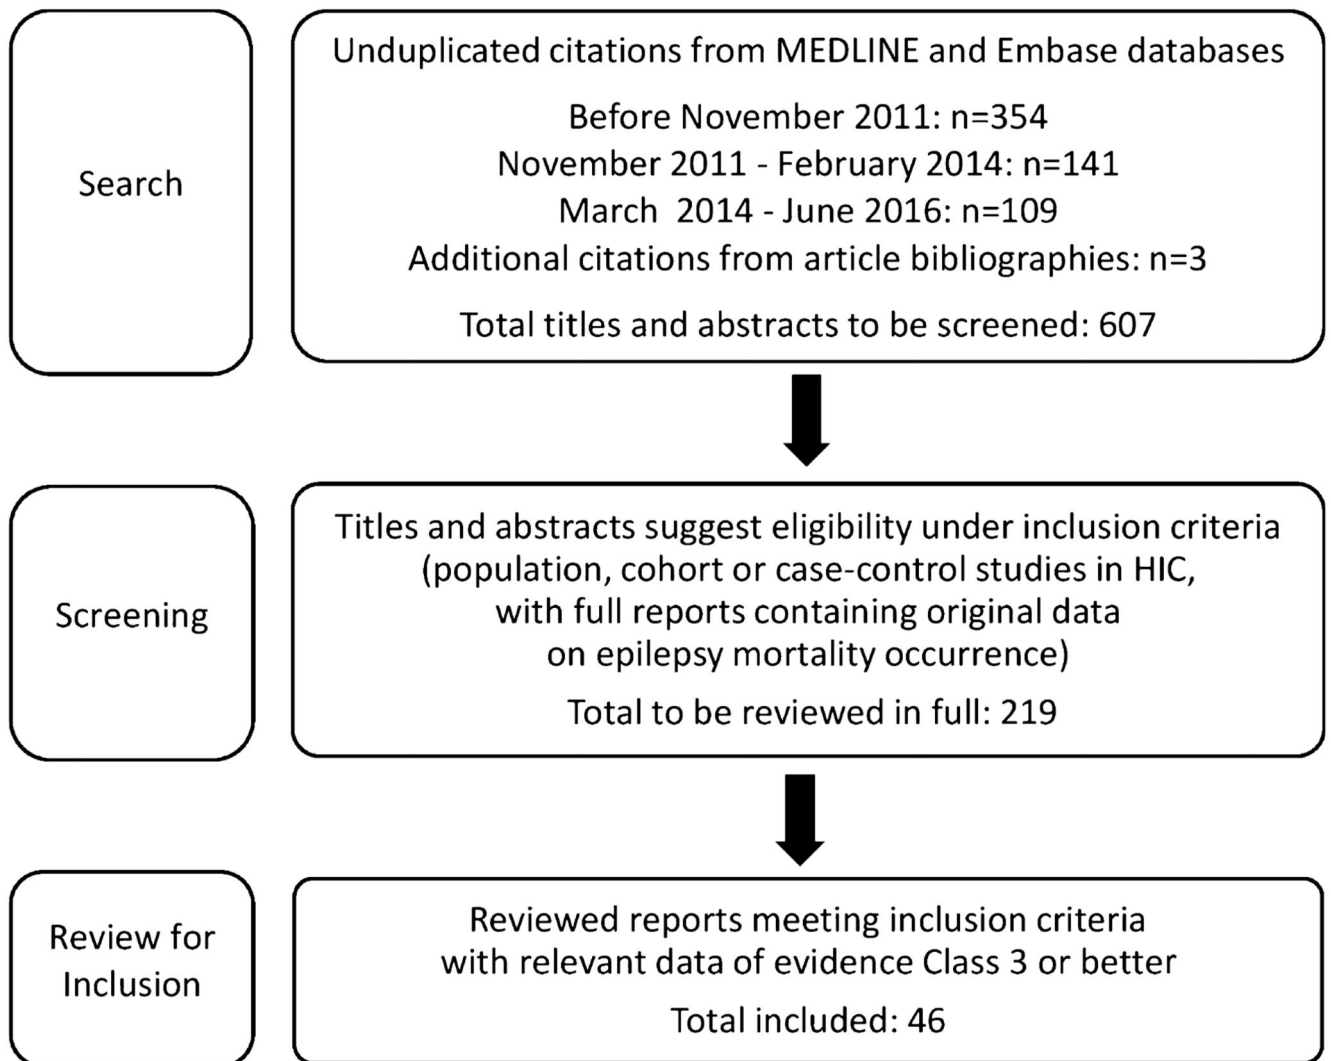 Search
Unduplicated citations from MEDLINE and Embase databases
Before November 2011: n=354
November 2011 - February 2014: n=141
March  2014 - June 2016: n=109
Additional citations from article bibliographies: n=3
Total titles and abstracts to be screened: 607
Screening
Titles and abstracts suggest eligibility under inclusion criteria
(population, cohort or case-control studies in HIC,
with full reports containing original data
on epilepsy mortality occurrence)
Total to be reviewed in full: 219
Review for
Inclusion
Reviewed reports meeting inclusion criteria
with relevant data of evidence Class 3 or better
Total included: 46